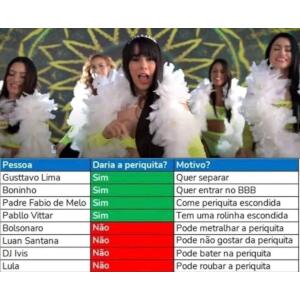 Pessoa Daria a periquita? Motivo?
Gusttavo Lima Sim Quer separar
Boninho Sim Quer entrar no BBB
Padre Fabio de Melo Sim Come periquita escondida
Pabllo Vittar Sim Tem uma rolinha escondida
Bolsonaro Não Pode metralhar a periquita
Luan Santana Não Pode não gostar da periquita
DJ Ivis Não Pode bater na periquita
Lula Não Pode roubar a periquita